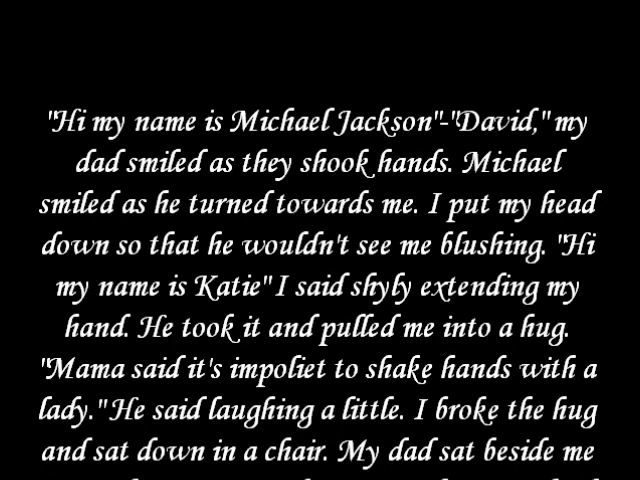 "Hi my name is Michael Jackson"-"David," my
dad smiled as they shook hands. Michael
smiled as he turned towards me. I put my head
down so that he wouldn't see me blushing. "Hi
my name is Katie" I said shyly extending my
hand. He took it and pulled me into a hug.
"Mama said it's impoliet to shake hands with a
lady." He said laughing a little. I broke the hug
and sat down in a chair. My dad sat beside me